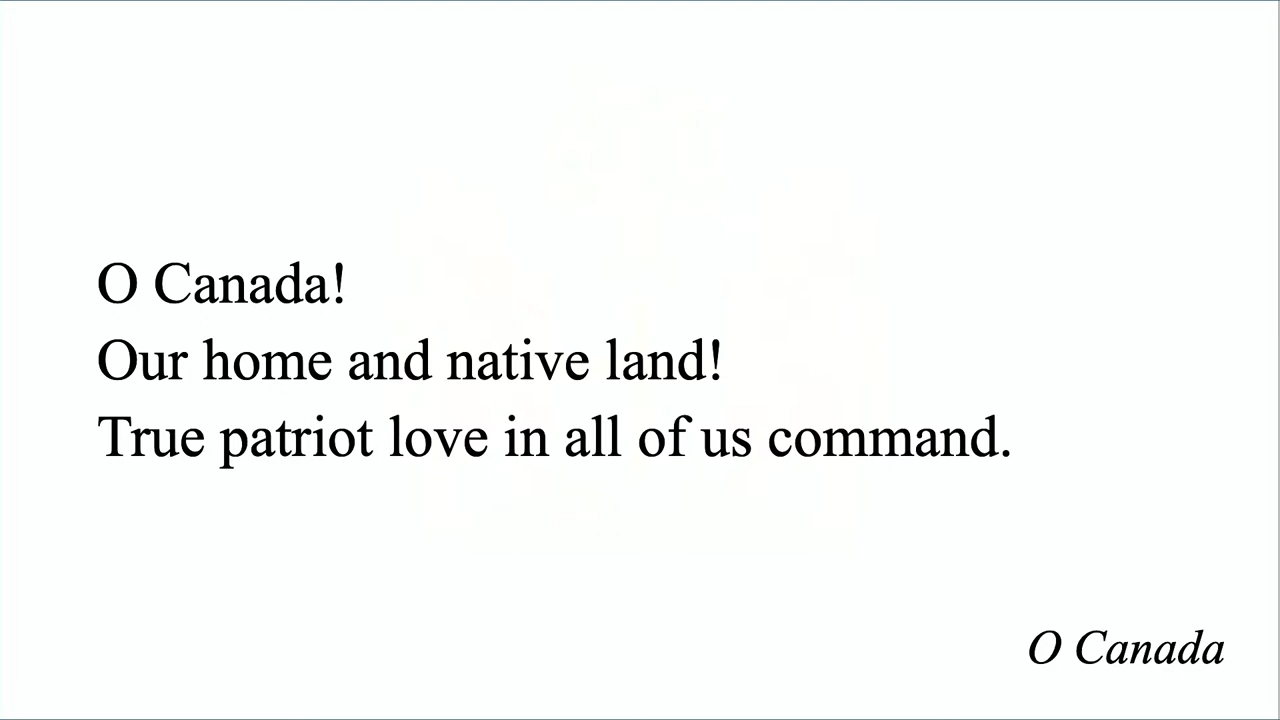 O Canada!
Our home and native land!
True patriot love in all of us command.
O Canada